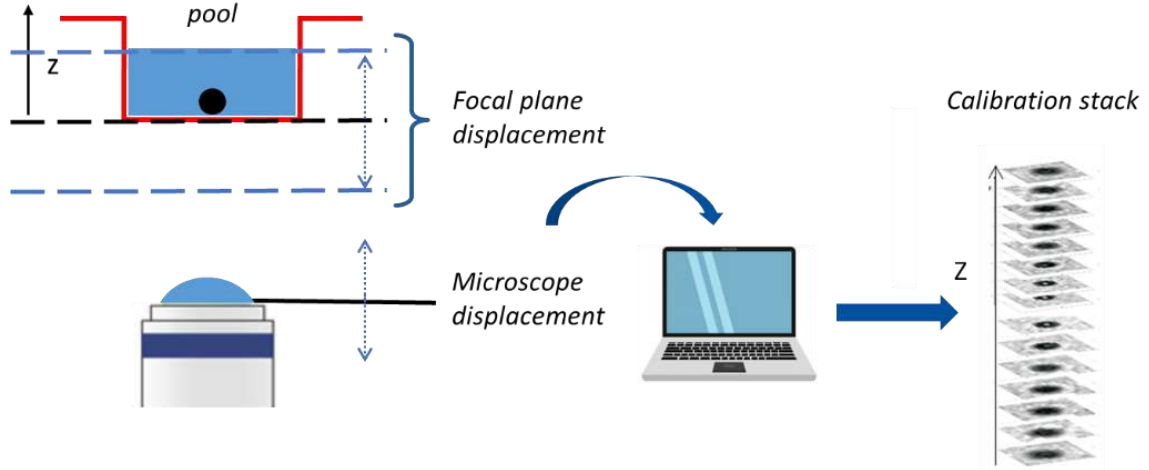 pool
Z
Focal plane
displacement
Calibration stack
Microscope
displacement
Z